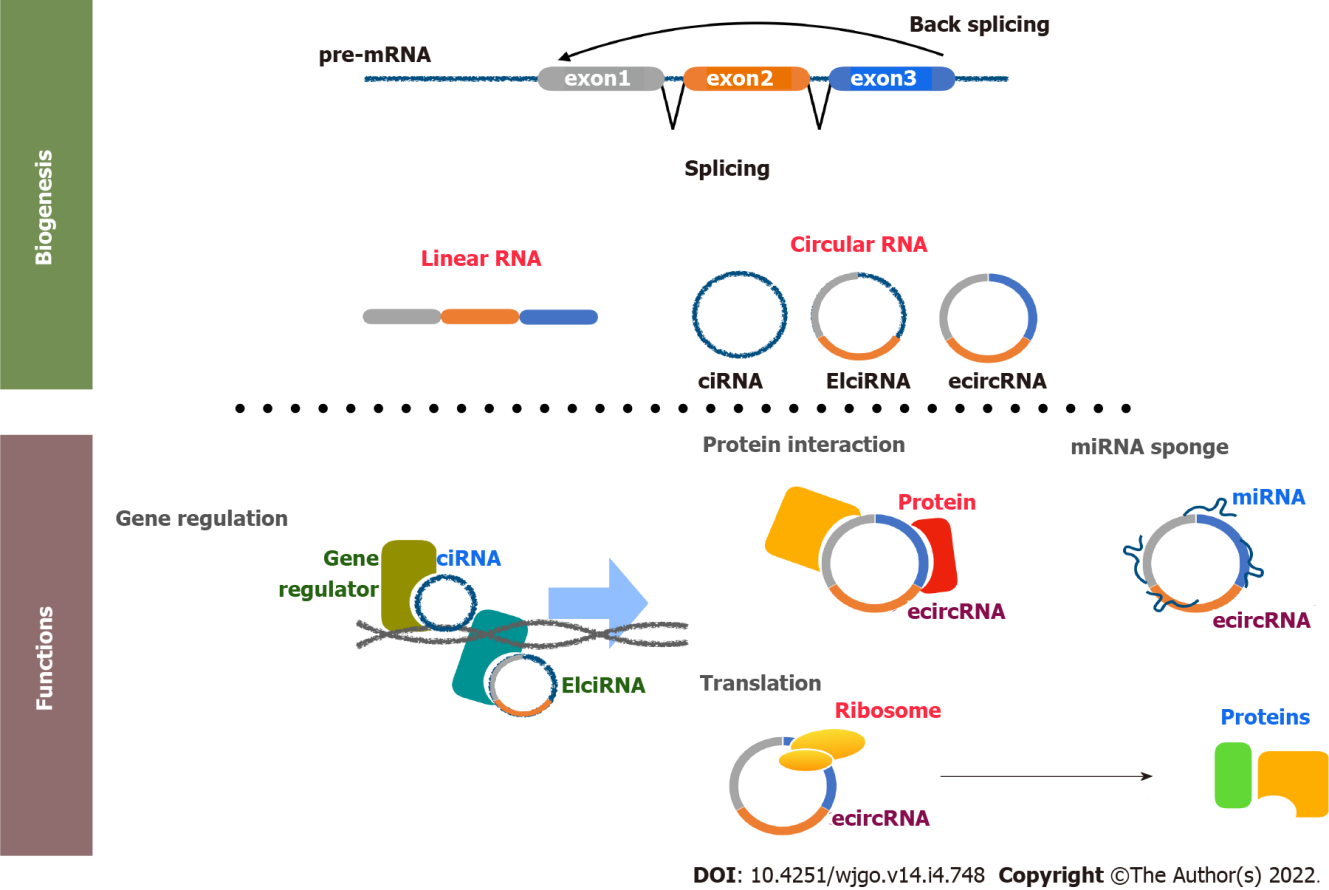 Biogenesis
Back splicing
pre-mRNA
exon1
exon2
exon3
Splicing
Linear RNA
Circular RNA
ciRNA
ElciRNA
ecircRNA
Functions
Protein interaction
miRNA sponge
Gene regulation
Gene
regulator
ciRNA
ElciRNA
Protein
ecircRNA
miRNA
ecircRNA
Translation
Ribosome
ecircRNA
Proteins
DOI: 10.4251/wjgo.v14.i4.748 Copyright ©The Author(s) 2022.